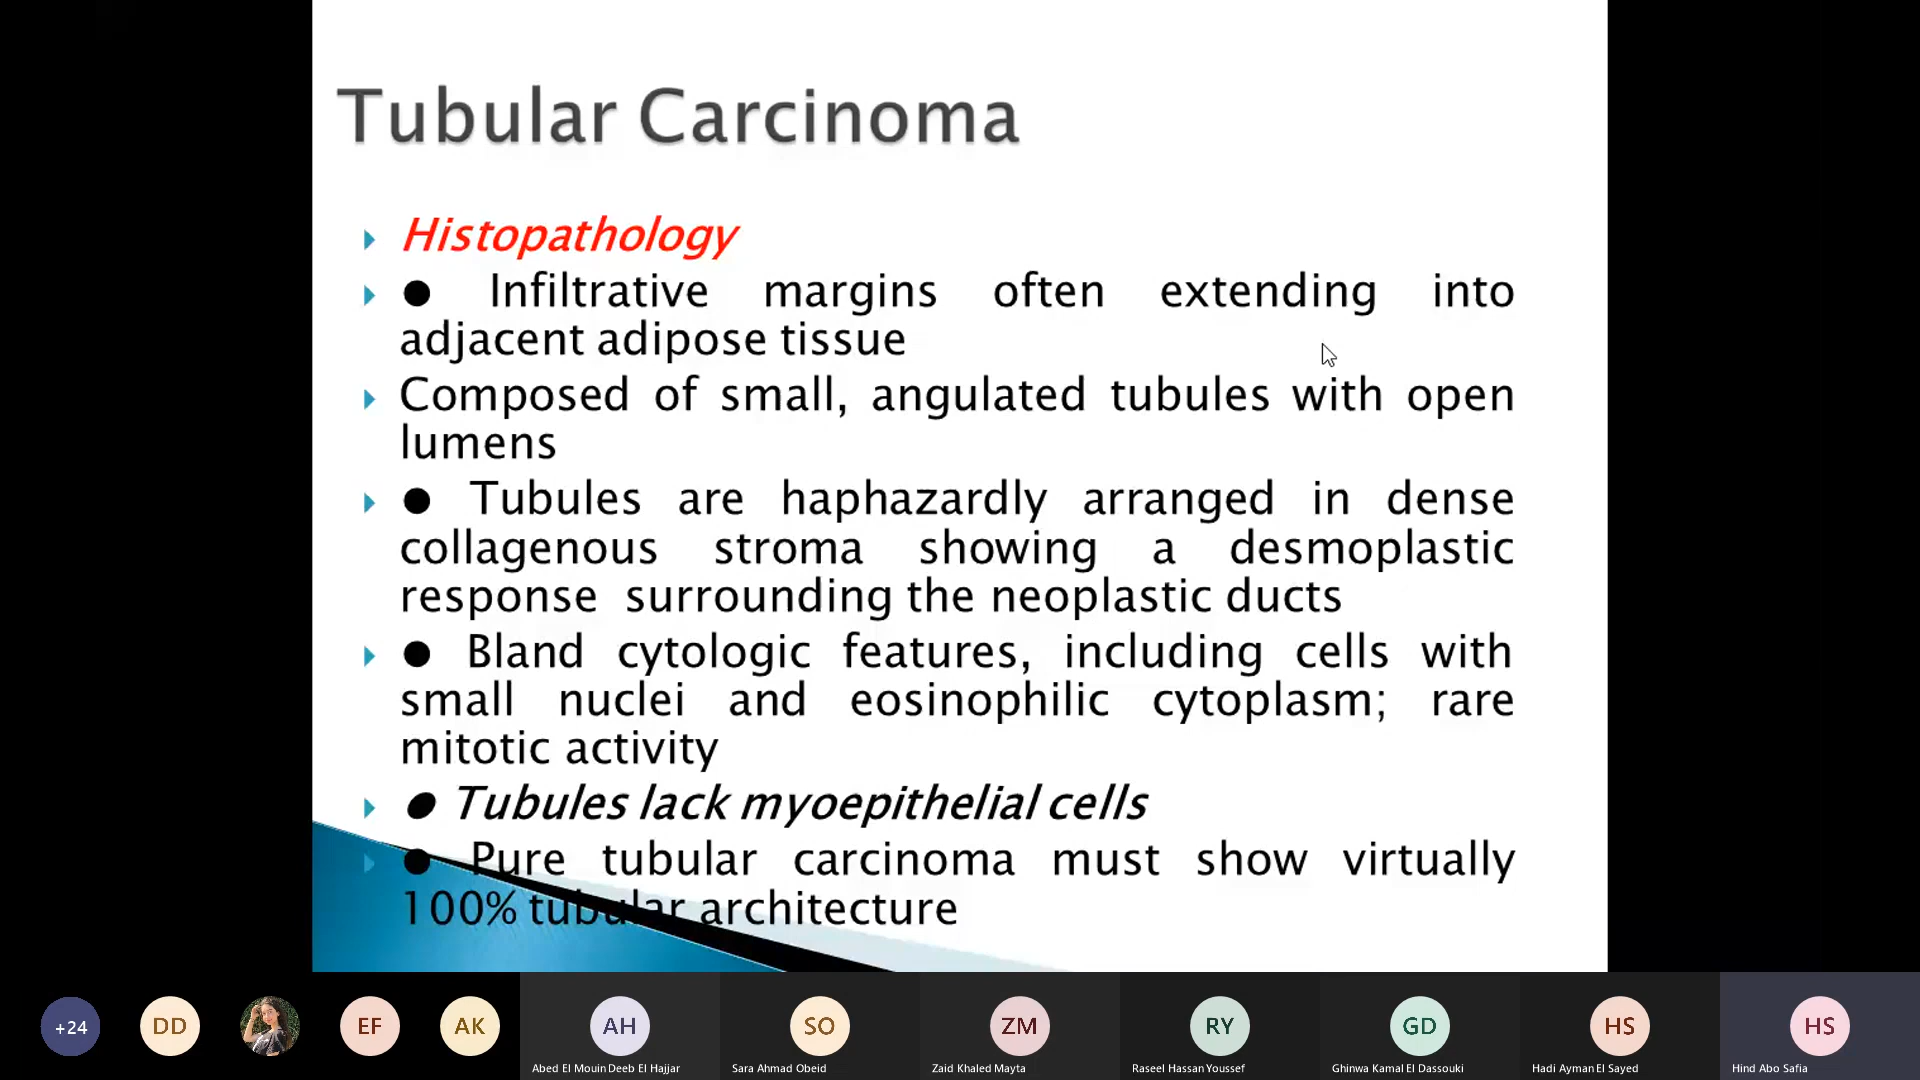 Tubular Carcinoma
Histopathology
● Infiltrative margins often extending into
adjacent adipose tissue
Composed of small, angulated tubules with open
lumens
● Tubules are haphazardly arranged in dense
collagenous stroma showing a desmoplastic
response surrounding the neoplastic ducts
● Bland cytologic features, including cells with
small nuclei and eosinophilic cytoplasm; rare
mitotic activity
● Tubules lack myoepithelial cells
● Pure tubular carcinoma must show virtually
100% tubular architecture
+24
DD
EF
AK
AH
SO
ZM
RY
GD
HS
HS
Abed El Mouin Deeb El Hajjar
Sara Ahmad Obeid
Zaid Khaled Mayta
Raseel Hassan Youssef
Ghinwa Kamal El Dassouki
Hadi Ayman El Sayed
Hind Abo Safia